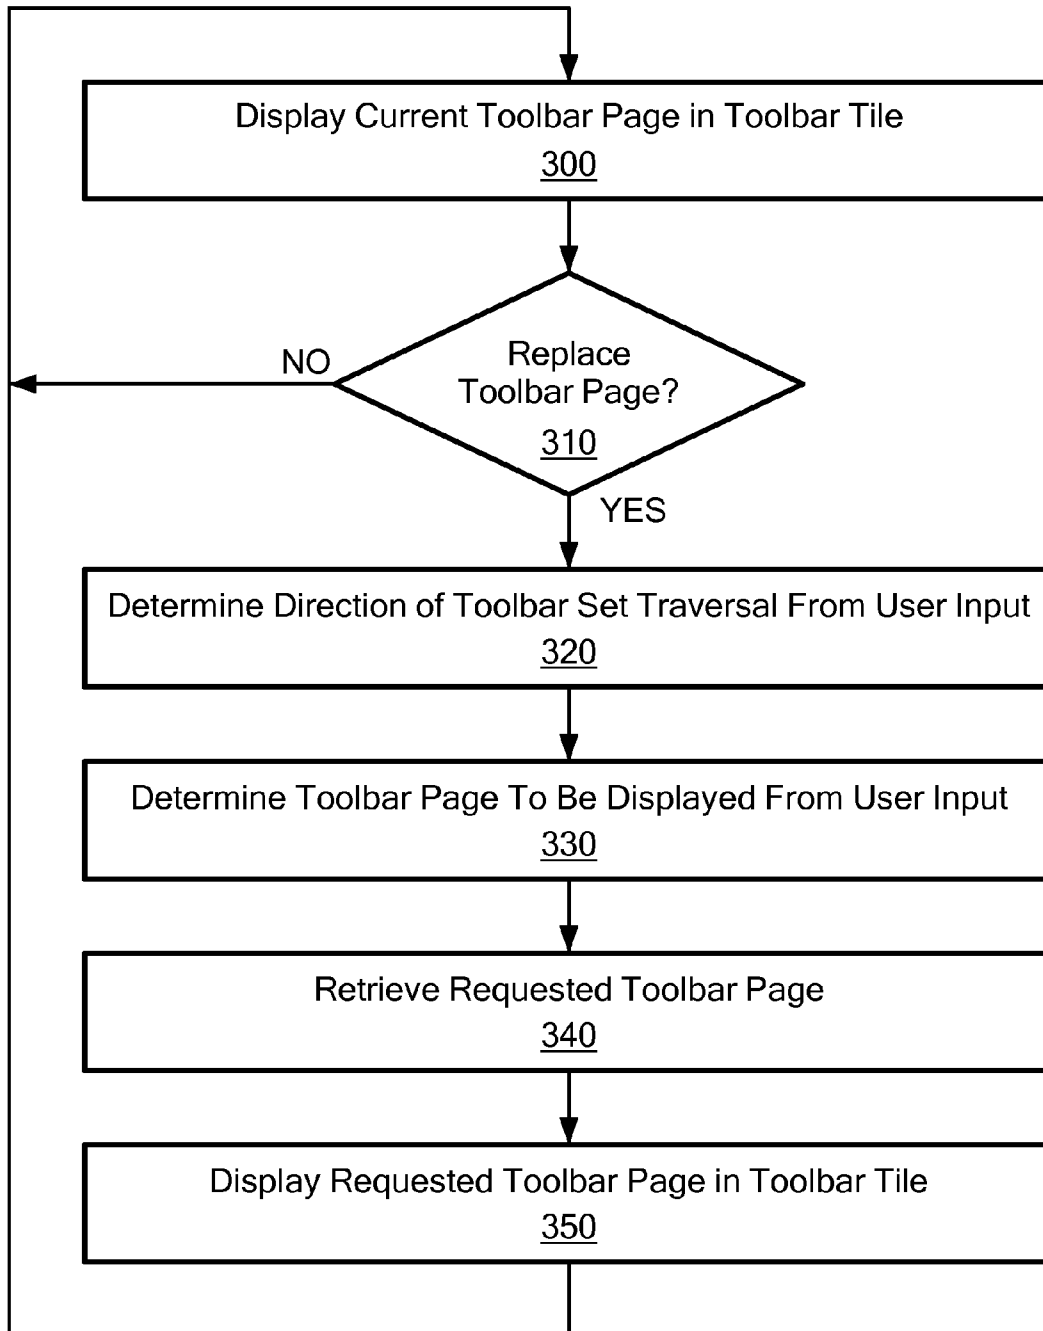 Display Current Toolbar Page in Toolbar Tile
300
Replace
Toolbar Page?
310
NO
YES
Determine Direction of Toolbar Set Traversal From User Input
320
Determine Toolbar Page To Be Displayed From User Input
330
Retrieve Requested Toolbar Page
340
Display Requested Toolbar Page in Toolbar Tile
350